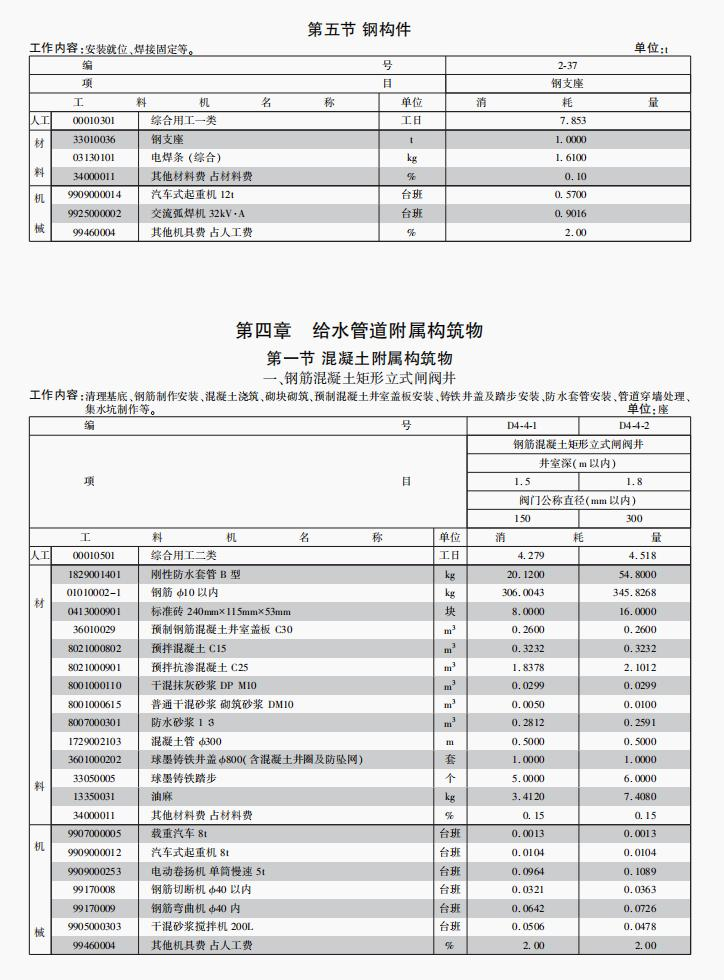 第五节 钢构件
工作内容:安装就位、焊接固定等。 单位:t
编 号 2-37
项 目 钢支座
工 料 机 名 称 单位 消 耗 量
人工 00010301 综合用工一类 工日 7.853
材 33010036 钢支座 t 1.0000
03130101 电焊条 (综合) kg 1.6100
料 34000011 其他材料费 占材料费 % 0.10
机 9909000014 汽车式起重机 12t 台班 0.5700
9925000002 交流弧焊机 32kV·A 台班 0.9016
械 99460004 其他机具费 占人工费 % 2.00
第四章 给水管道附属构筑物
第一节 混凝土附属构筑物
一、钢筋混凝土矩形立式闸阀井
工作内容:清理基底、钢筋制作安装、混凝土浇筑、砌块砌筑、预制混凝土井室盖板安装、铸铁井盖及踏步安装、防水套管安装、管道穿墙处理、
集水坑制作等。 单位:座
编 号 D4-4-1 D4-4-2
钢筋混凝土矩形立式闸阀井
井室深(m以内)
项 目 1.5 1.8
阀门公称直径(mm以内)
150 300
工 料 机 名 称 单位 消 耗 量
人工 00010501 综合用工二类 工日 4.279 4.518
1829001401 刚性防水套管 B 型 kg 20.1200 54.8000
01010002-1 钢筋 ϕ10以内 kg 306.0043 345.8268
材 0413000901 标准砖 240mm×115mm×53mm 块 8.0000 16.0000
36010029 预制钢筋混凝土井室盖板 C30 m³ 0.2600 0.2600
8021000802 预拌混凝土 C15 m³ 0.3232 0.3232
8021000901 预拌抗渗混凝土 C25 m³ 1.8378 2.1012
8001000110 干混抹灰砂浆 DP M10 m³ 0.0299 0.0299
8001000615 普通干混砂浆 砌筑砂浆 DM10 m³ 0.0050 0.0100
8007000301 防水砂浆 1∶3 m³ 0.2812 0.2591
1729002103 混凝土管 ϕ300 m 0.5000 0.5000
3601000202 球墨铸铁井盖ϕ800(含混凝土井圈及防坠网) 套 1.0000 1.0000
料 33050005 球墨铸铁踏步 个 5.0000 6.0000
13350031 油麻 kg 3.4120 7.4080
34000011 其他材料费 占材料费 % 0.15 0.15
机 9907000005 载重汽车 8t 台班 0.0013 0.0013
9909000012 汽车式起重机 8t 台班 0.0104 0.0104
9909000253 电动卷扬机 单筒慢速 5t 台班 0.0964 0.1089
99170008 钢筋切断机 ϕ40 以内 台班 0.0321 0.0363
99170009 钢筋弯曲机 ϕ40 内 台班 0.0642 0.0726
械 9905000303 干混砂浆搅拌机 200L 台班 0.0506 0.0478
99460004 其他机具费 占人工费 % 2.00 2.00